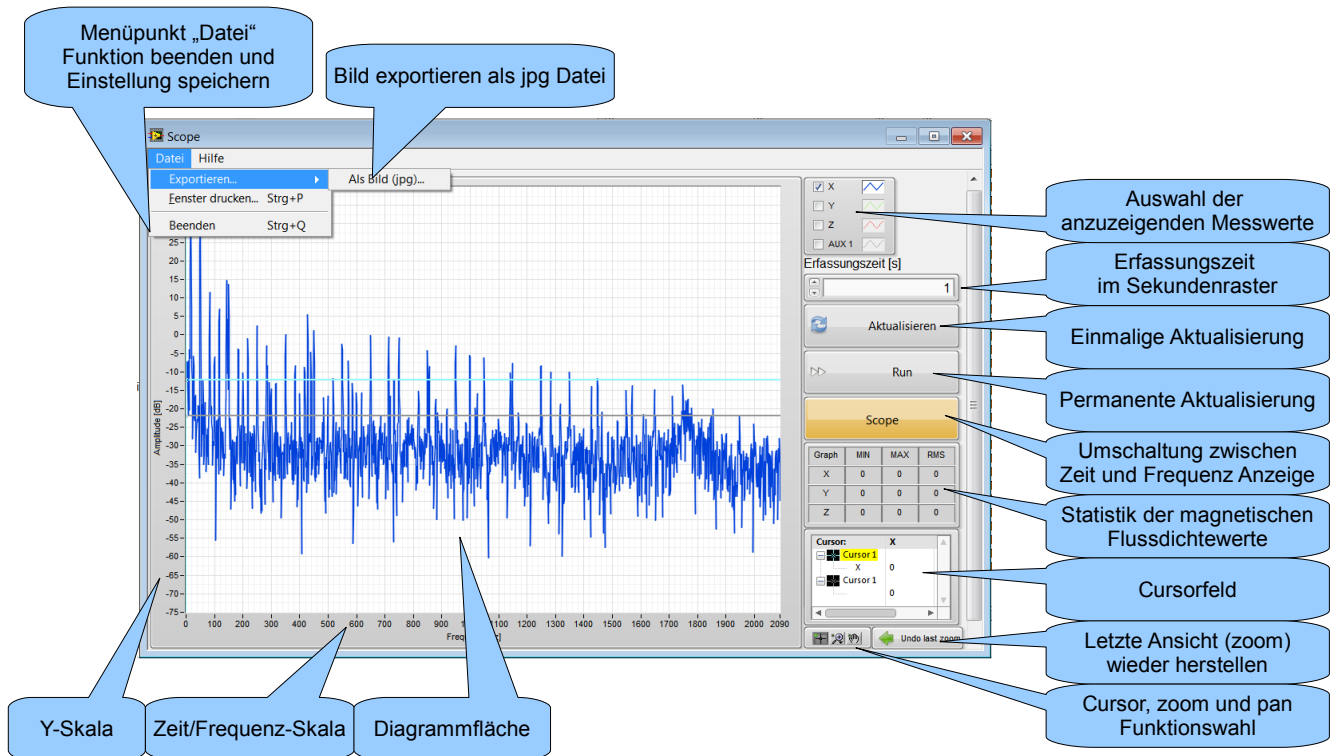 Menüpunkt „Datei“
Funktion beenden und
Einstellung speichern
Bild exportieren als jpg Datei
Scope
Datei Hilfe
Exportieren...
Als Bild (jpg)...
Fenster drucken... Strg+P
Beenden Strg+Q
25
20
15
10
5
0
-5
-10
-15
-20
-25
-30
-35
-40
-45
-50
-55
-60
-65
-70
-75
Amplitude [dB]
0 100 200 300 400 500 600 700 800 900 1100 1200 1300 1400 1500 1600 1700 1800 1900 2000 2090
X
Y
Z
AUX 1
Erfassungszeit [s]
1
Aktualisieren
Run
Scope
Graph MIN MAX RMS
X 0 0 0
Y 0 0 0
Z 0 0 0
Cursor: X
Cursor 1
X 0
Cursor 1
0
Undo last zoom
Auswahl der
anzuzeigenden Messwerte
Erfassungszeit
im Sekundenraster
Einmalige Aktualisierung
Permanente Aktualisierung
Umschaltung zwischen
Zeit und Frequenz Anzeige
Statistik der magnetischen
Flussdichtewerte
Cursorfeld
Letzte Ansicht (zoom)
wieder herstellen
Cursor, zoom und pan
Funktionswahl
Y-Skala
Zeit/Frequenz-Skala
Diagrammfläche